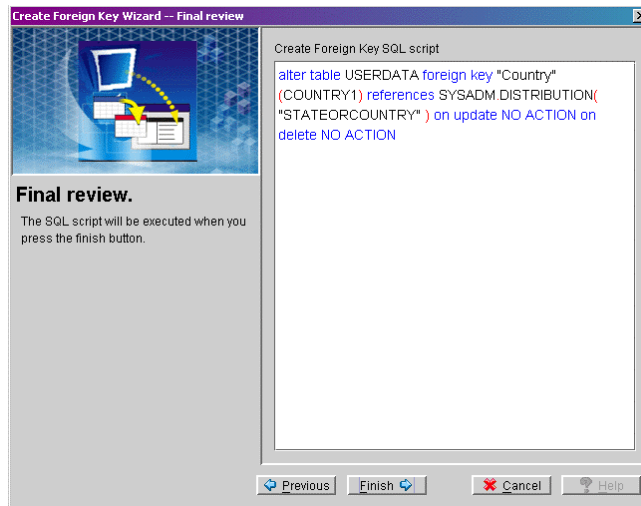 Create Foreign Key Wizard -- Final review
Create Foreign Key SQL script
alter table USERDATA foreign key "Country"
(COUNTRY1) references SYSADM.DISTRIBUTION(
"STATEORCOUNTRY" ) on update NO ACTION on
delete NO ACTION
Final review.
The SQL script will be executed when you
press the finish button.
Previous
Finish
Cancel
Help